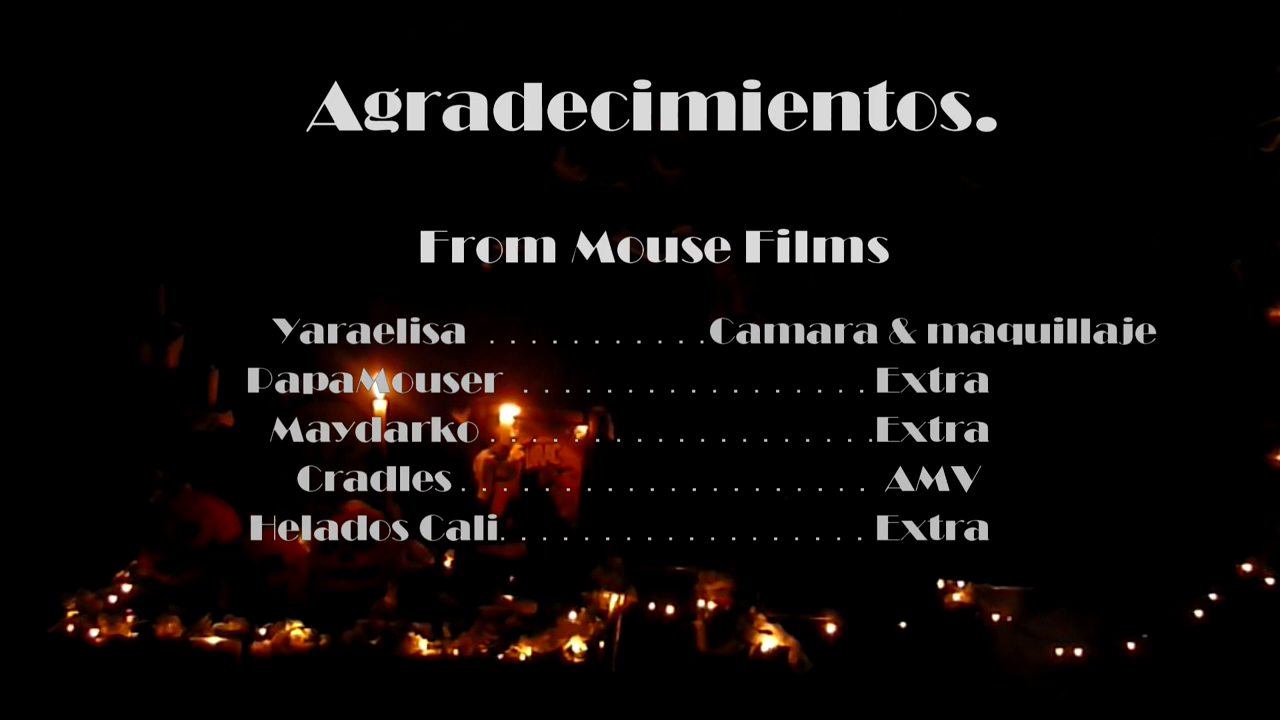 Agradecimientos.
From Mouse Films
Yaraelisa . . . . . . . . . . .Camara & maquillaje
PapaMouser . . . . . . . . . . . . . . . . .Extra
Maydarko . . . . . . . . . . . . . . . . . . .Extra
Cradles. . . . . . . . . . . . . . . . . . . . AMV
Helados Cali. . . . . . . . . . . . . . . . . . Extra